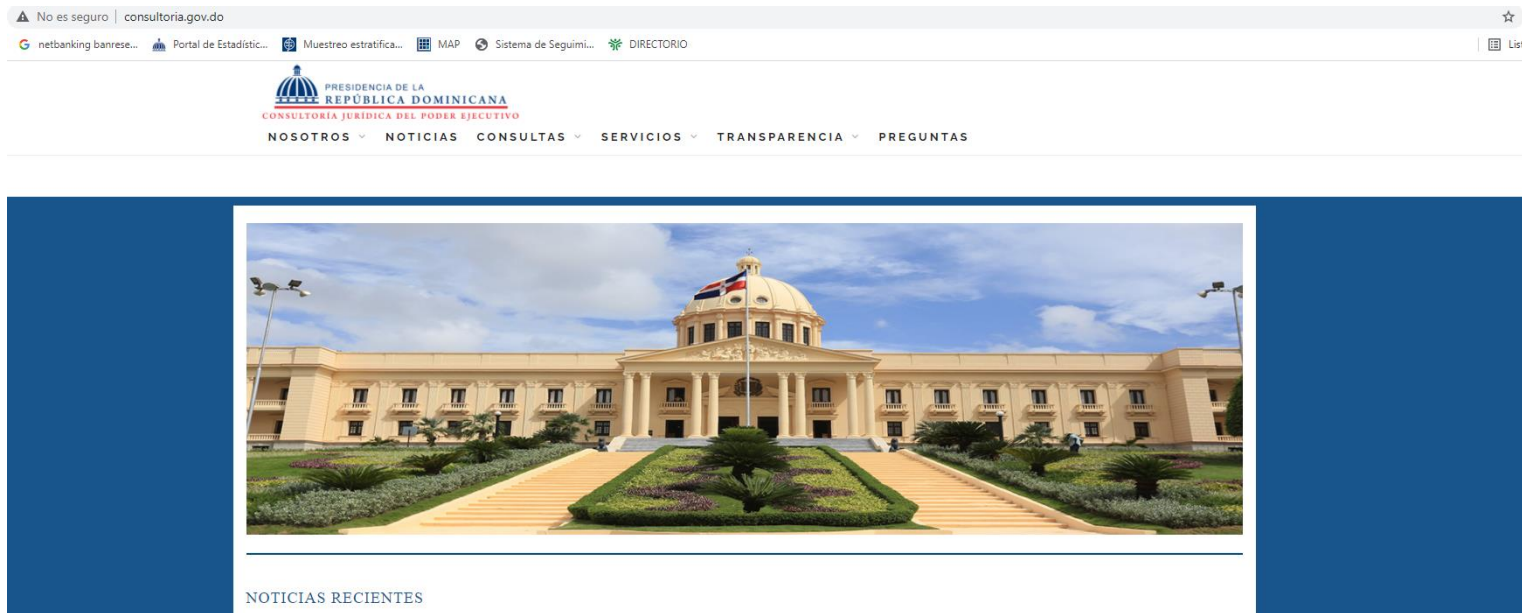 No es seguro | consultoria.gov.do
netbanking banrese... Portal de Estadístic... Muestreo estratifica... MAP Sistema de Seguimi... DIRECTORIO
PRESIDENCIA DE LA
REPÚBLICA DOMINICANA
CONSULTORÍA JURÍDICA DEL PODER EJECUTIVO
NOSOTROS NOTICIAS CONSULTAS SERVICIOS TRANSPARENCIA PREGUNTAS
NOTICIAS RECIENTES